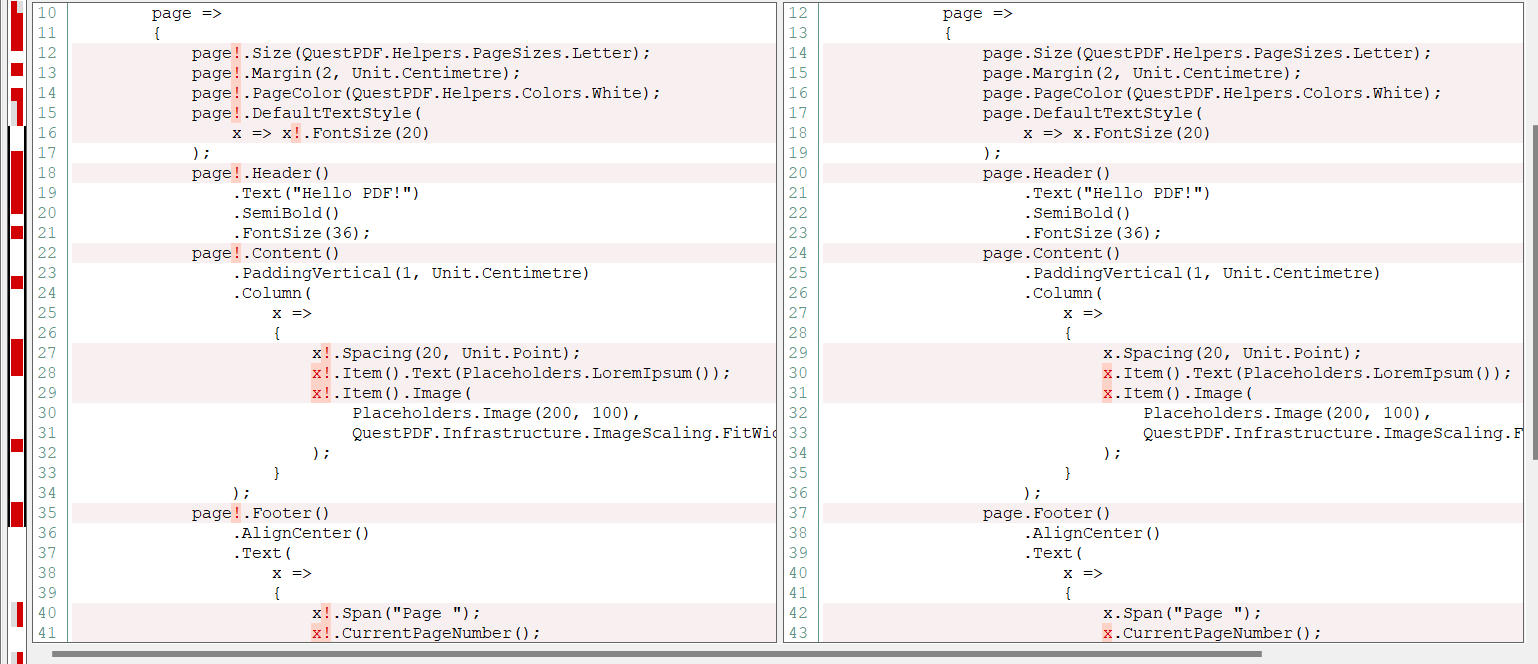 10 page =>
11 {
12 page!.Size(QuestPDF.Helpers.PageSizes.Letter);
13 page!.Margin(2, Unit.Centimetre);
14 page!.PageColor(QuestPDF.Helpers.Colors.White);
15 page!.DefaultTextStyle(
16 x => x!.FontSize(20)
17 );
18 page!.Header()
19 .Text("Hello PDF!")
20 .SemiBold()
21 .FontSize(36);
22 page!.Content()
23 .PaddingVertical(1, Unit.Centimetre)
24 .Column(
25 x =>
26 {
27 x!.Spacing(20, Unit.Point);
28 x!.Item().Text(Placeholders.LoremIpsum());
29 x!.Item().Image(
30 Placeholders.Image(200, 100),
31 QuestPDF.Infrastructure.ImageScaling.FitWi
32 );
33 }
34 );
35 page!.Footer()
36 .AlignCenter()
37 .Text(
38 x =>
39 {
40 x!.Span("Page ");
41 x!.CurrentPageNumber();
12 page =>
13 {
14 page.Size(QuestPDF.Helpers.PageSizes.Letter);
15 page.Margin(2, Unit.Centimetre);
16 page.PageColor(QuestPDF.Helpers.Colors.White);
17 page.DefaultTextStyle(
18 x => x.FontSize(20)
19 );
20 page.Header()
21 .Text("Hello PDF!")
22 .SemiBold()
23 .FontSize(36);
24 page.Content()
25 .PaddingVertical(1, Unit.Centimetre)
26 .Column(
27 x =>
28 {
29 x.Spacing(20, Unit.Point);
30 x.Item().Text(Placeholders.LoremIpsum());
31 x.Item().Image(
32 Placeholders.Image(200, 100),
33 QuestPDF.Infrastructure.ImageScaling.F
34 );
35 }
36 );
37 page.Footer()
38 .AlignCenter()
39 .Text(
40 x =>
41 {
42 x.Span("Page ");
43 x.CurrentPageNumber();